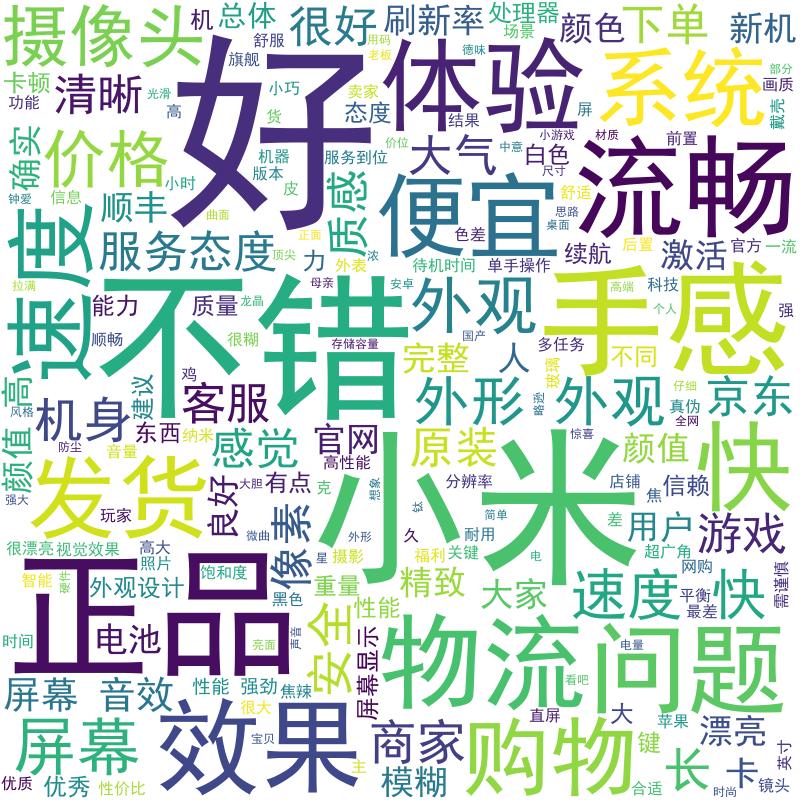 摄像头
机
总体
很好
刷新率
处理器
场景
颜色
下单
新机
舒服
用码
老板
旗舰
德味
卡顿
清晰
功能
光滑
高
小巧
卖家
态度
货
结果
屏
部分
画质
戴壳
好
体验
系统
确实
价格
机器
版本
服务到位
价位
大气
中意
小游戏
尺寸
材质
白色
前置
流畅
钟爱
信息
小时
皮
质感
便宜
舒适
思路
桌面
顺丰
曲面
正面
色差
续航
后置
激活
官方
一流
速度
服务态度
顶尖
力
浓
外表
待机时间
单手操作
拉满
能力
质量
龙晶
母亲
安卓
外观
手感
高端
科技
个人
强
顺畅
很糊
存储容量
国产
多任务
不错
完整
人
玻璃
不同
颜值高
风格
机身
建议
鸡
客服
外形
略逊
外观
仔细
真伪
全网
京东
防尘
东西
纳米
感觉
官网
原装
惊喜
颜值
快
强大
发货
音量
高性能
小米
玩家
良好
大胆
有点
克
想象
分辨率
店铺
焦
信赖
像素
钛
简单
差
用户
游戏
很漂亮
视觉效果
高大
微曲
外形
久
耐用
超广角
智能
硬件
照片
饱和度
星
摄影
福利
关键
电
网购
需谨慎
外观设计
黑色
重量
精致
大家
速度
快
平衡
最差
正品
安全
性能
时间
电池
亮面
声音
屏幕显示
物流
问题
电量
看吧
屏幕
音效
性能
强劲
焦辣
很大
直屏
大
苹果
漂亮
屏幕
效果
宝贝
商家
购物
键
长
卡
英寸
优质
优秀
性价比
主
模糊
合适
时尚
镜头